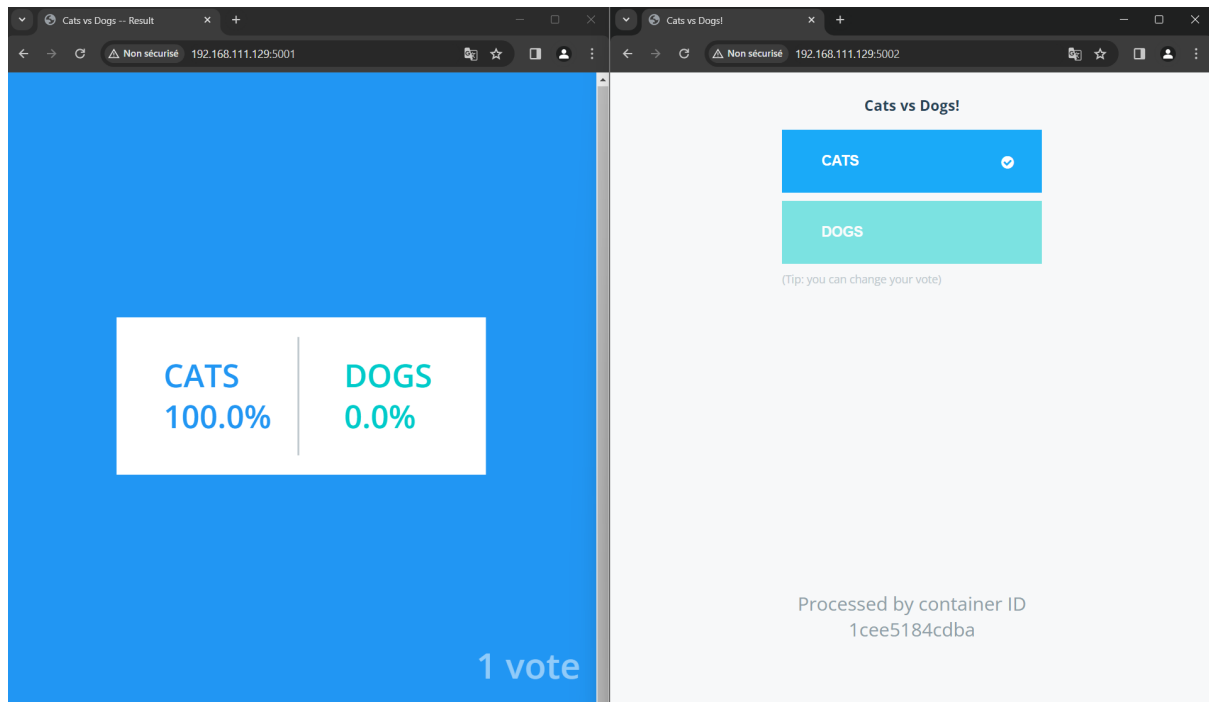 Cats vs Dogs -- Result
Non sécurisé 192.168.111.129:5001
CATS
100.0%
DOGS
0.0%
1 vote
Cats vs Dogs!
Non sécurisé 192.168.111.129:5002
Cats vs Dogs!
CATS
DOGS
(Tip: you can change your vote)
Processed by container ID
1cee5184cdba